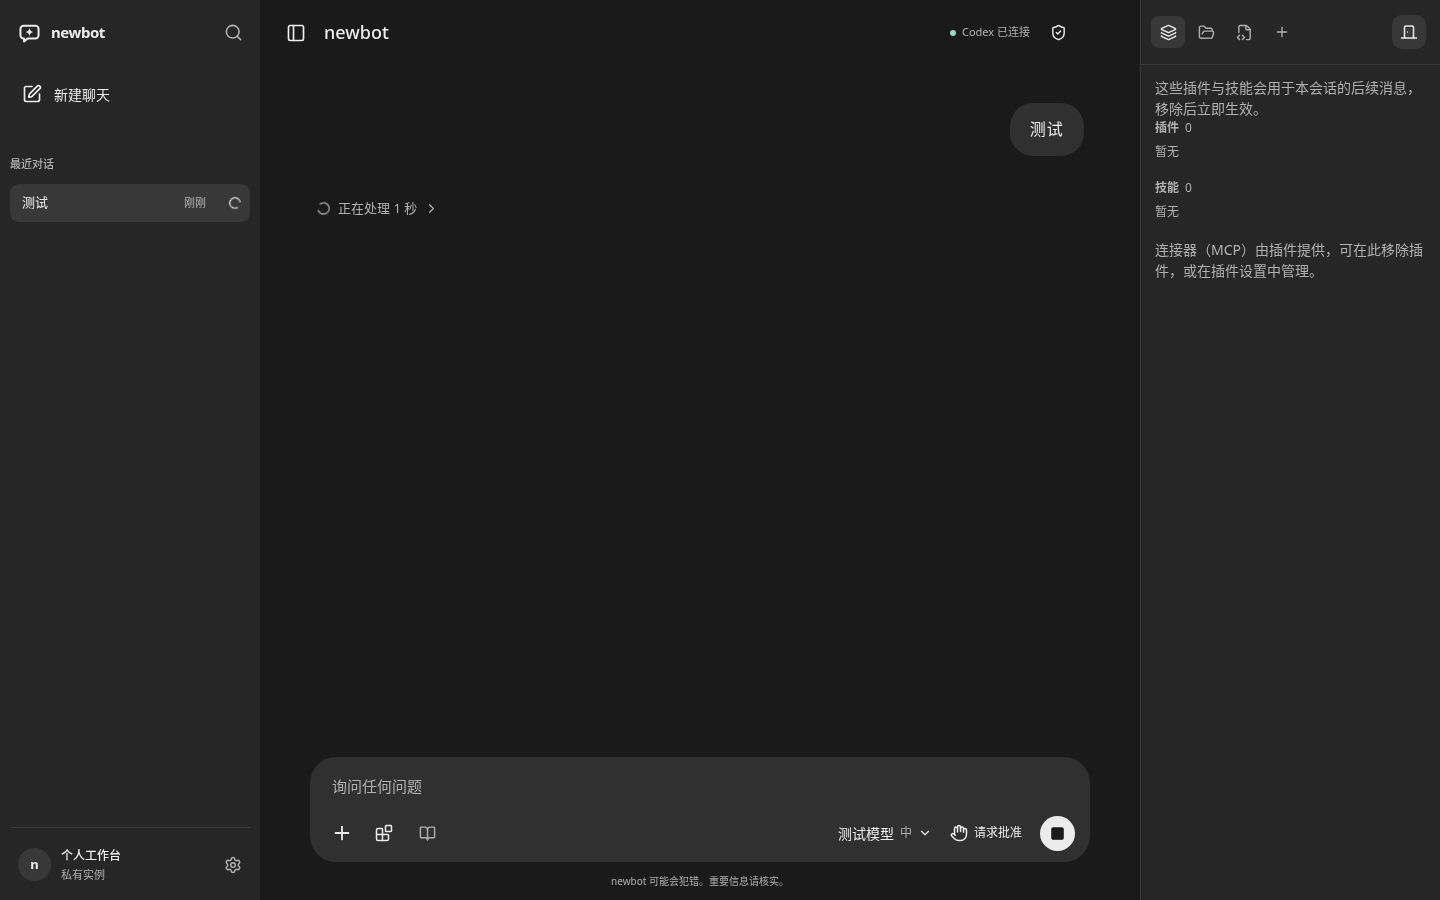 newbot
新建聊天
最近对话
测试 刚刚
n 个人工作台
私有实例
newbot
Codex 已连接
测试
正在处理 1 秒
询问任何问题
测试模型 中 请求批准
newbot 可能会犯错。重要信息请核实。
这些插件与技能会用于本会话的后续消息，
移除后立即生效。
插件 0
暂无
技能 0
暂无
连接器（MCP）由插件提供，可在此移除插
件，或在插件设置中管理。